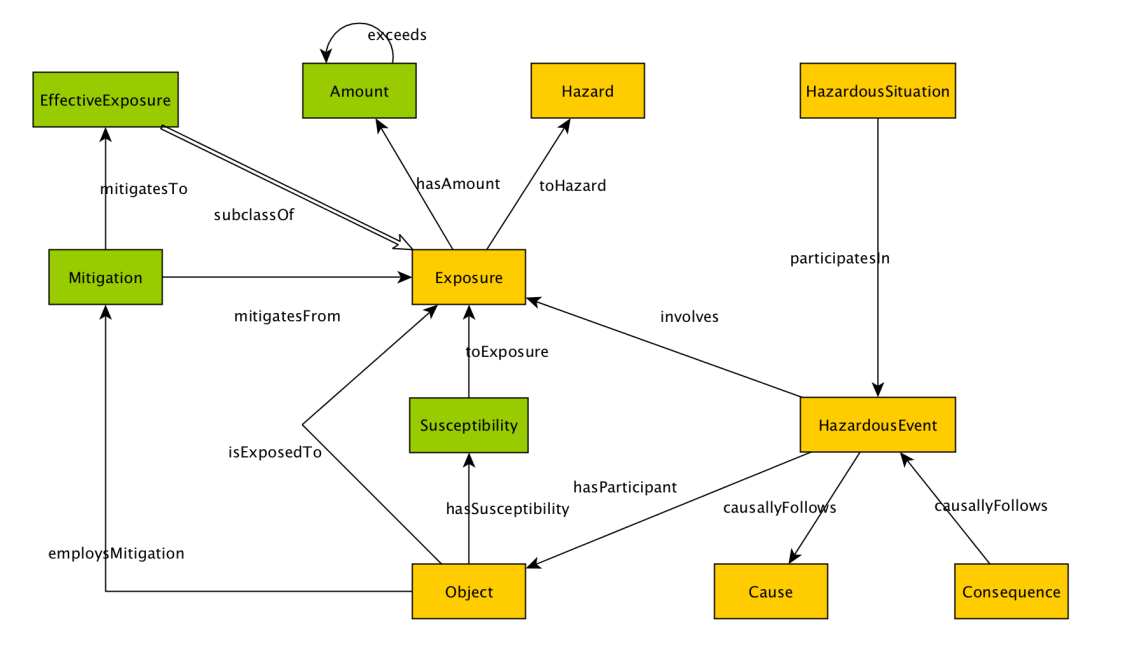 exceeds
EffectiveExposure
Amount
Hazard
HazardousSituation
mitigatesTo
hasAmount
toHazard
subclassOf
participatesIn
Mitigation
Exposure
mitigatesFrom
involves
toExposure
Susceptibility
HazardousEvent
isExposedTo
hasParticipant
hasSusceptibility
causallyFollows
causallyFollows
employsMitigation
Object
Cause
Consequence